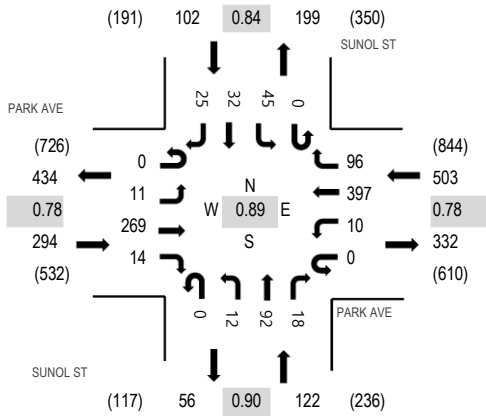 (191) 102 0.84 199 (350)
SUNOL ST
25 32 45 0
PARK AVE
(726) (844)
434 0 96 503
11 397
N
0.78 W 0.89 E 0.78
269 10
S
294 14 0 332
(532) (610)
0 12 92 18
PARK AVE
SUNOL ST
(117) 56 0.90 122 (236)